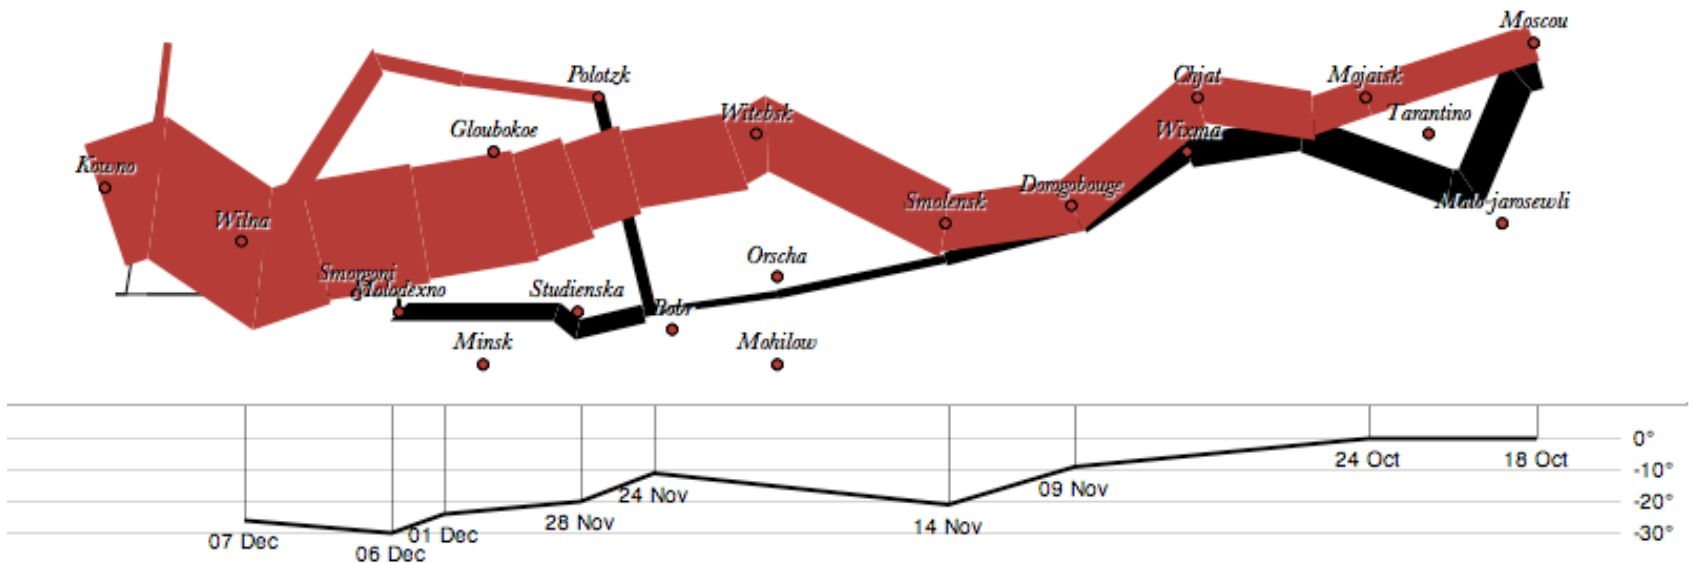 Moscou
Polotzk
Chjat
Mojaisk
Witebsk
Tarantino
Gloubokoe
Wixma
Kowno
Dorogobouge
Wilna
Smolensk
Malo-jarosewli
Orscha
Smorgoni
Molodexno
Studienska
Bobr
Minsk
Mohilow
0°
24 Oct
18 Oct
-10°
09 Nov
24 Nov
-20°
28 Nov
14 Nov
-30°
01 Dec
07 Dec
06 Dec